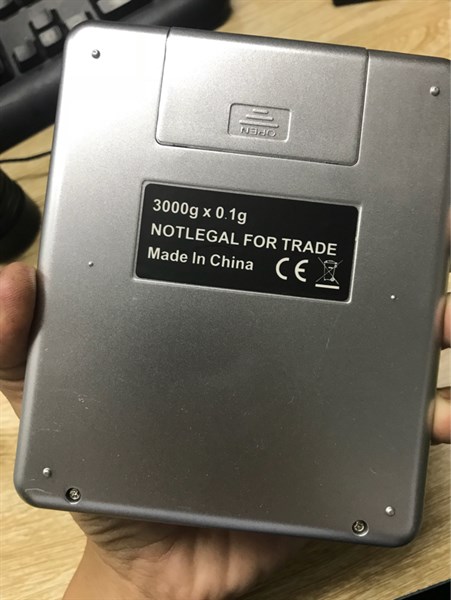 OPEN
3000g x 0.1g
NOTLEGAL FOR TRADE
Made In China CE